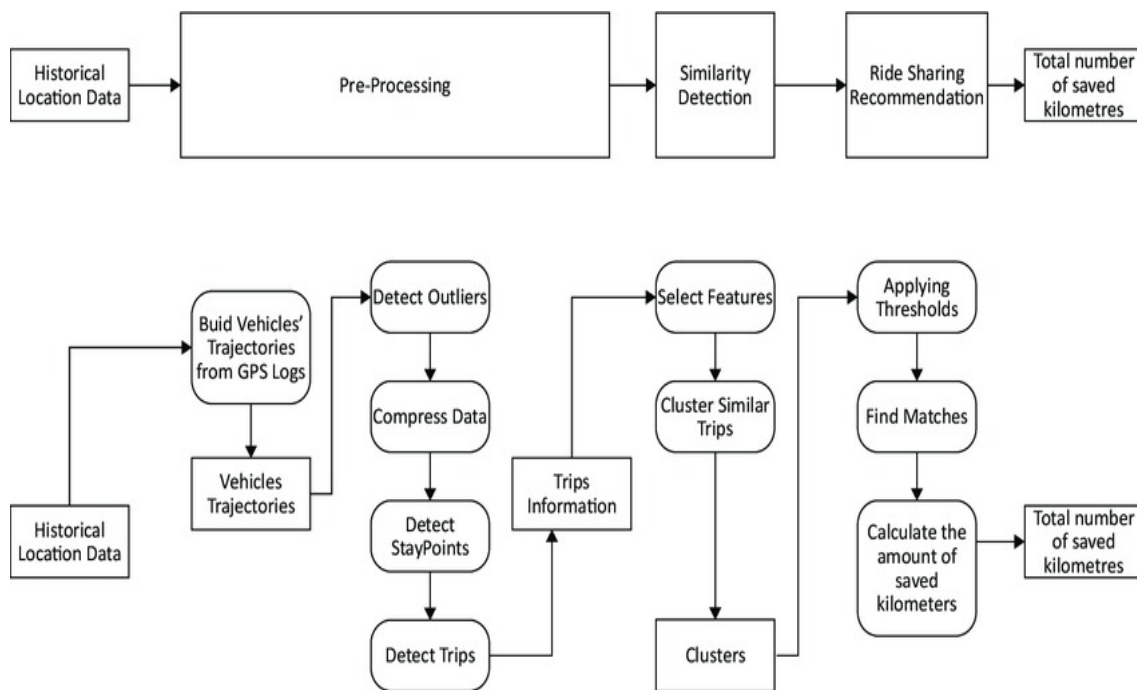 Historical
Location Data
Pre-Processing
Similarity
Detection
Ride Sharing
Recommendation
Total number
of saved
kilometres
Historical
Location Data
Buid Vehicles'
Trajectories
from GPS Logs
Vehicles
Trajectories
Detect Outliers
Compress Data
Detect
StayPoints
Detect Trips
Trips
Information
Select Features
Cluster Similar
Trips
Clusters
Applying
Thresholds
Find Matches
Calculate the
amount of
saved
kilometers
Total number
of saved
kilometres